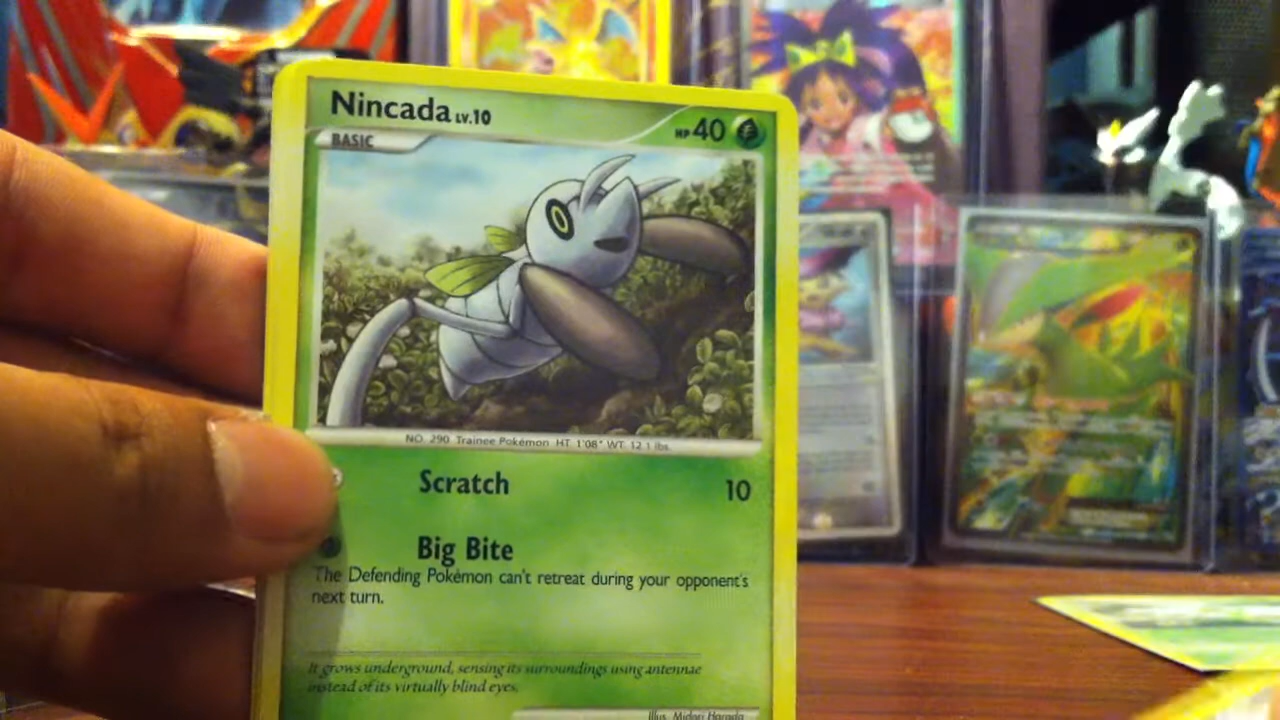 Nincada LV.10
HP 40
BASIC
NO. 290 Trainee Pokémon HT 1'08" WT. 12.1 lbs.
Scratch 10
Big Bite
The Defending Pokémon can't retreat during your opponent's
next turn.
It grows underground, sensing its surroundings using antennae
instead of its virtually blind eyes.
Illus. Midori Harada